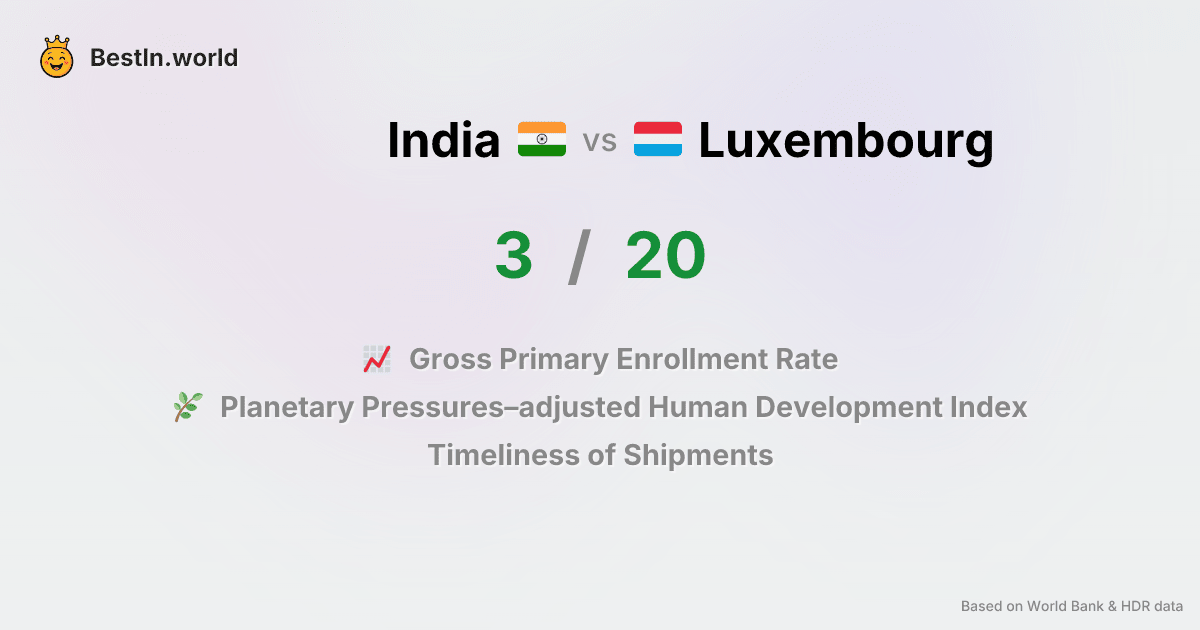 BestIn.world
India vs Luxembourg
3 / 20
Gross Primary Enrollment Rate
Planetary Pressures–adjusted Human Development Index
Timeliness of Shipments
Based on World Bank & HDR data